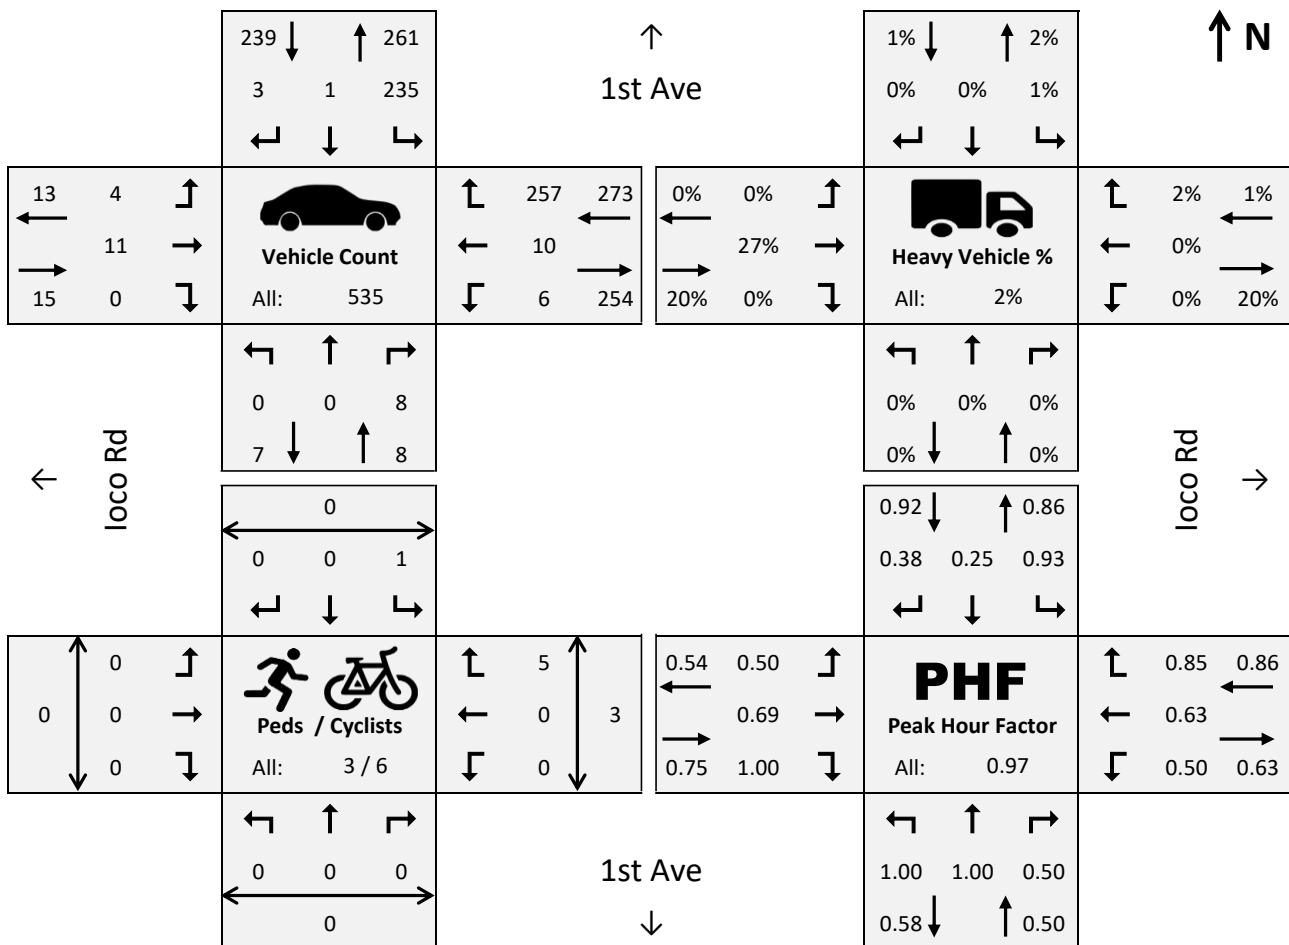 239 261 1% 2% N
1st Ave
3 1 235 0% 0% 1%
13 4 257 273 0% 0% 2% 1%
11 10 27% 0%
Vehicle Count Heavy Vehicle %
15 0 All: 535 6 254 20% 0% All: 2% 0% 20%
0 0 8 0% 0% 0%
7 8 0% 0%
Ioco Rd Ioco Rd
0 0.92 0.86
0 0 1 0.38 0.25 0.93
0 5 0.54 0.50 PHF 0.85 0.86
0 0 0 3 0.69 0.63
Peds / Cyclists Peak Hour Factor
0 All: 3 / 6 0 0.75 1.00 All: 0.97 0.50 0.63
0 0 0 1st Ave 1.00 1.00 0.50
0 0.58 0.50